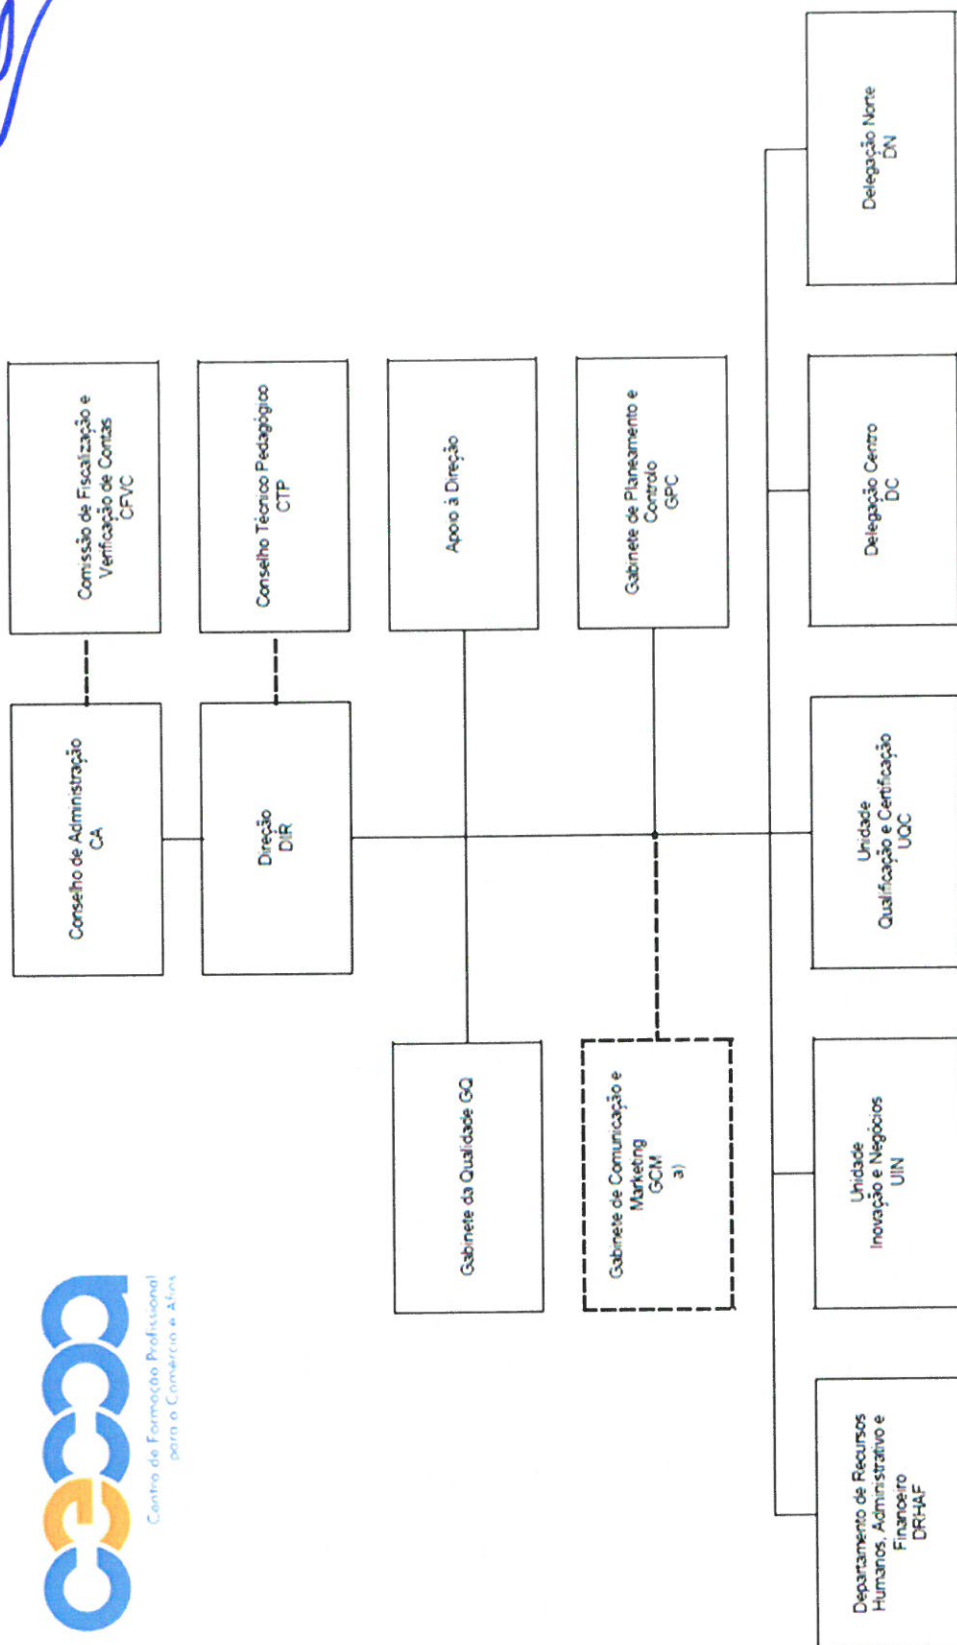 cecoa
Centro de Formação Profissional
para o Comércio e Afins
Conselho de Administração
CA
Comissão de Fiscalização e
Verificação de Contas
CFVC
Direção
DIR
Conselho Técnico Pedagógico
CTP
Gabinete da Qualidade GQ
Apoio à Direção
Gabinete de Comunicação e
Marketing
GCM
a)
Gabinete de Planeamento e
Controlo
GPC
Departamento de Recursos
Humanos, Administrativo e
Financeiro
DRHAF
Unidade
Inovação e Negócios
UIN
Unidade
Qualificação e Certificação
UQC
Delegação Centro
DC
Delegação Norte
DN